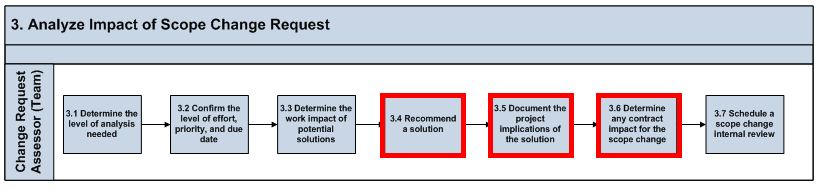 3. Analyze Impact of Scope Change Request
Change Request
Assessor (Team)
3.1 Determine the
level of analysis
needed
3.2 Confirm the
level of effort,
priority, and due
date
3.3 Determine the
work impact of
potential
solutions
3.4 Recommend
a solution
3.5 Document the
project
implications of
the solution
3.6 Determine
any contract
impact for the
scope change
3.7 Schedule a
scope change
internal review